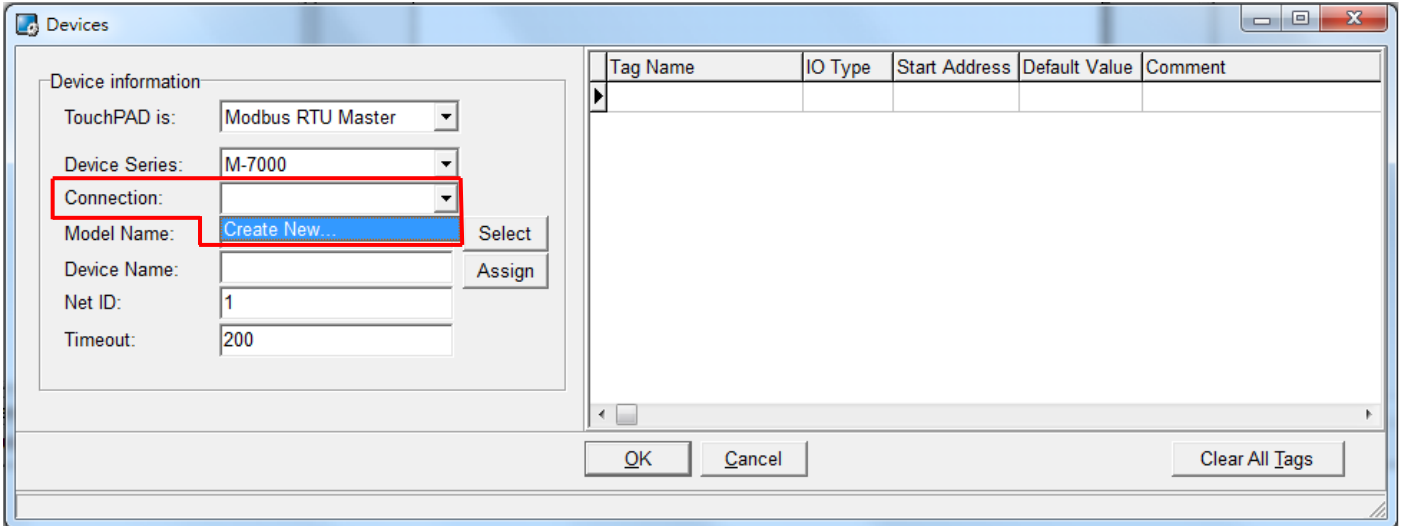 Devices
Device information
TouchPAD is: Modbus RTU Master
Device Series: M-7000
Connection:
Create New...
Model Name: Select
Device Name: Assign
Net ID: 1
Timeout: 200
Tag Name IO Type Start Address Default Value Comment
OK Cancel Clear All Tags